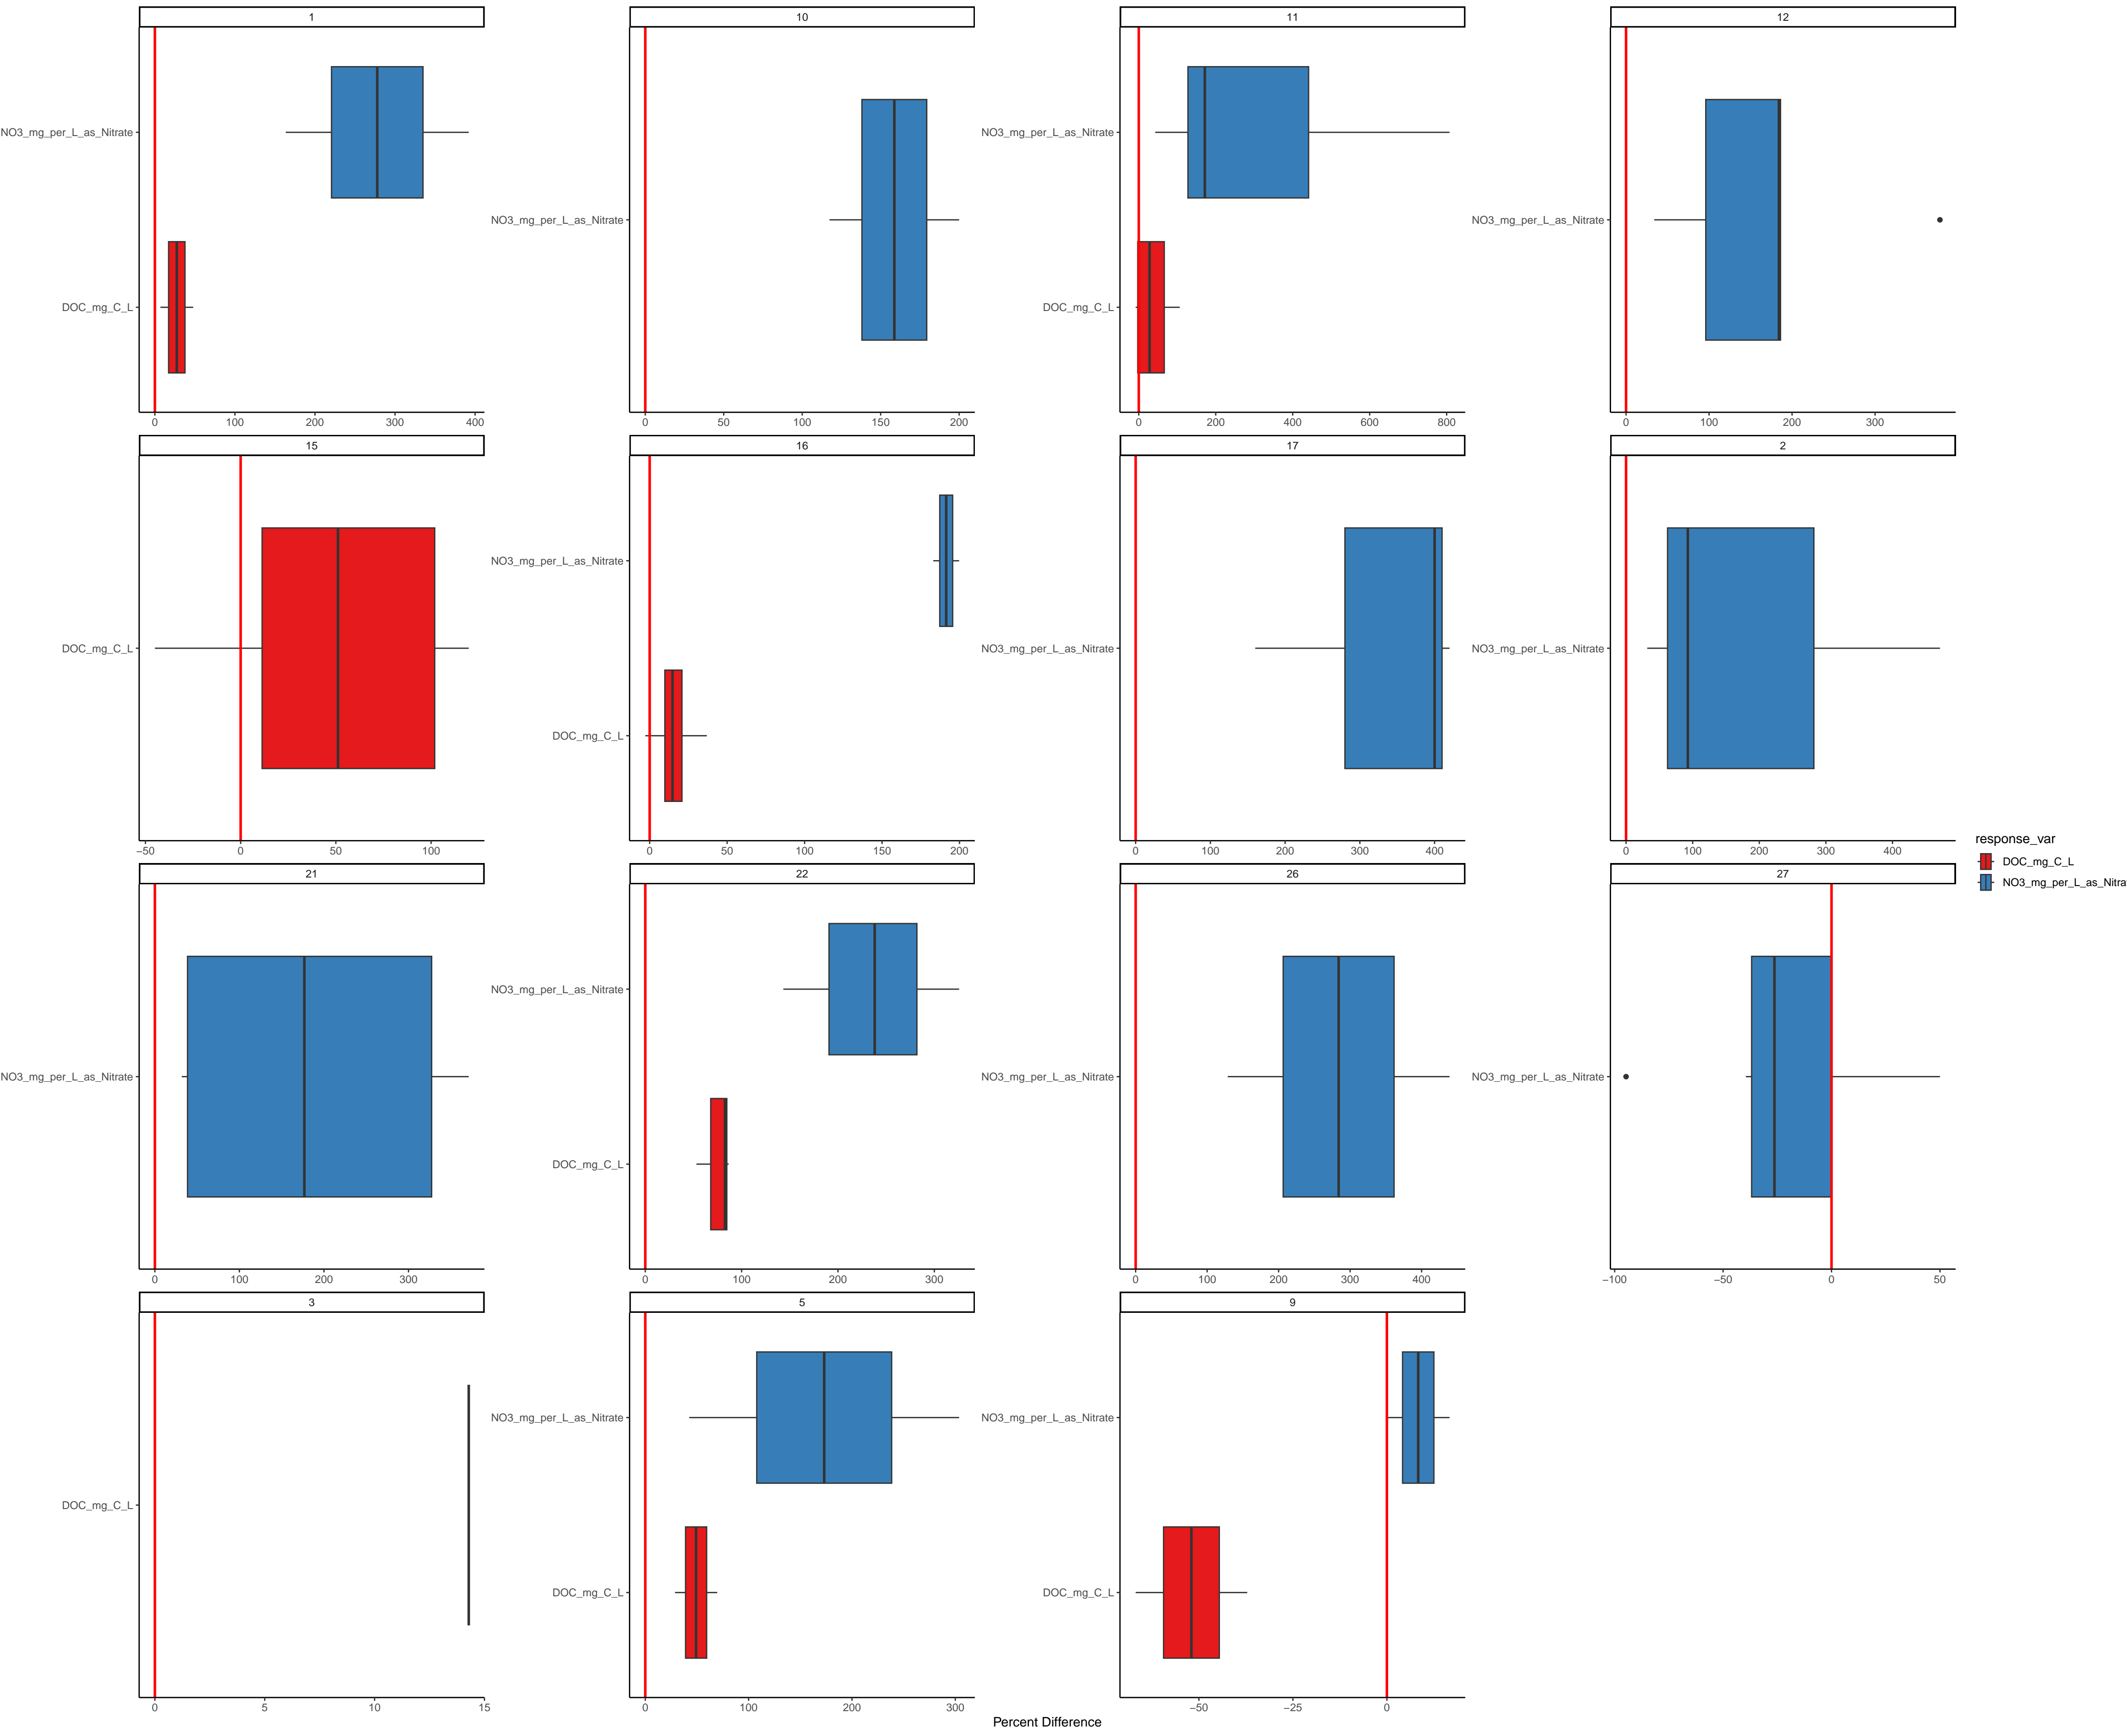 1 10 11 12
NO3_mg_per_L_as_Nitrate NO3_mg_per_L_as_Nitrate
NO3_mg_per_L_as_Nitrate NO3_mg_per_L_as_Nitrate
DOC_mg_C_L DOC_mg_C_L
0 100 200 300 400 0 50 100 150 200 0 200 400 600 800 0 100 200 300
15 16 17 2
NO3_mg_per_L_as_Nitrate
DOC_mg_C_L NO3_mg_per_L_as_Nitrate NO3_mg_per_L_as_Nitrate
DOC_mg_C_L
−50 0 50 100 0 50 100 150 200 0 100 200 300 400 0 100 200 300 400
response_var
DOC_mg_C_L
NO3_mg_per_L_as_Nitra
21 22 26 27
NO3_mg_per_L_as_Nitrate
NO3_mg_per_L_as_Nitrate NO3_mg_per_L_as_Nitrate NO3_mg_per_L_as_Nitrate
DOC_mg_C_L
0 100 200 300 0 100 200 300 0 100 200 300 400 −100 −50 0 50
3 5 9
NO3_mg_per_L_as_Nitrate NO3_mg_per_L_as_Nitrate
DOC_mg_C_L
DOC_mg_C_L DOC_mg_C_L
0 5 10 15 0 100 200 300 −50 −25 0
Percent Difference